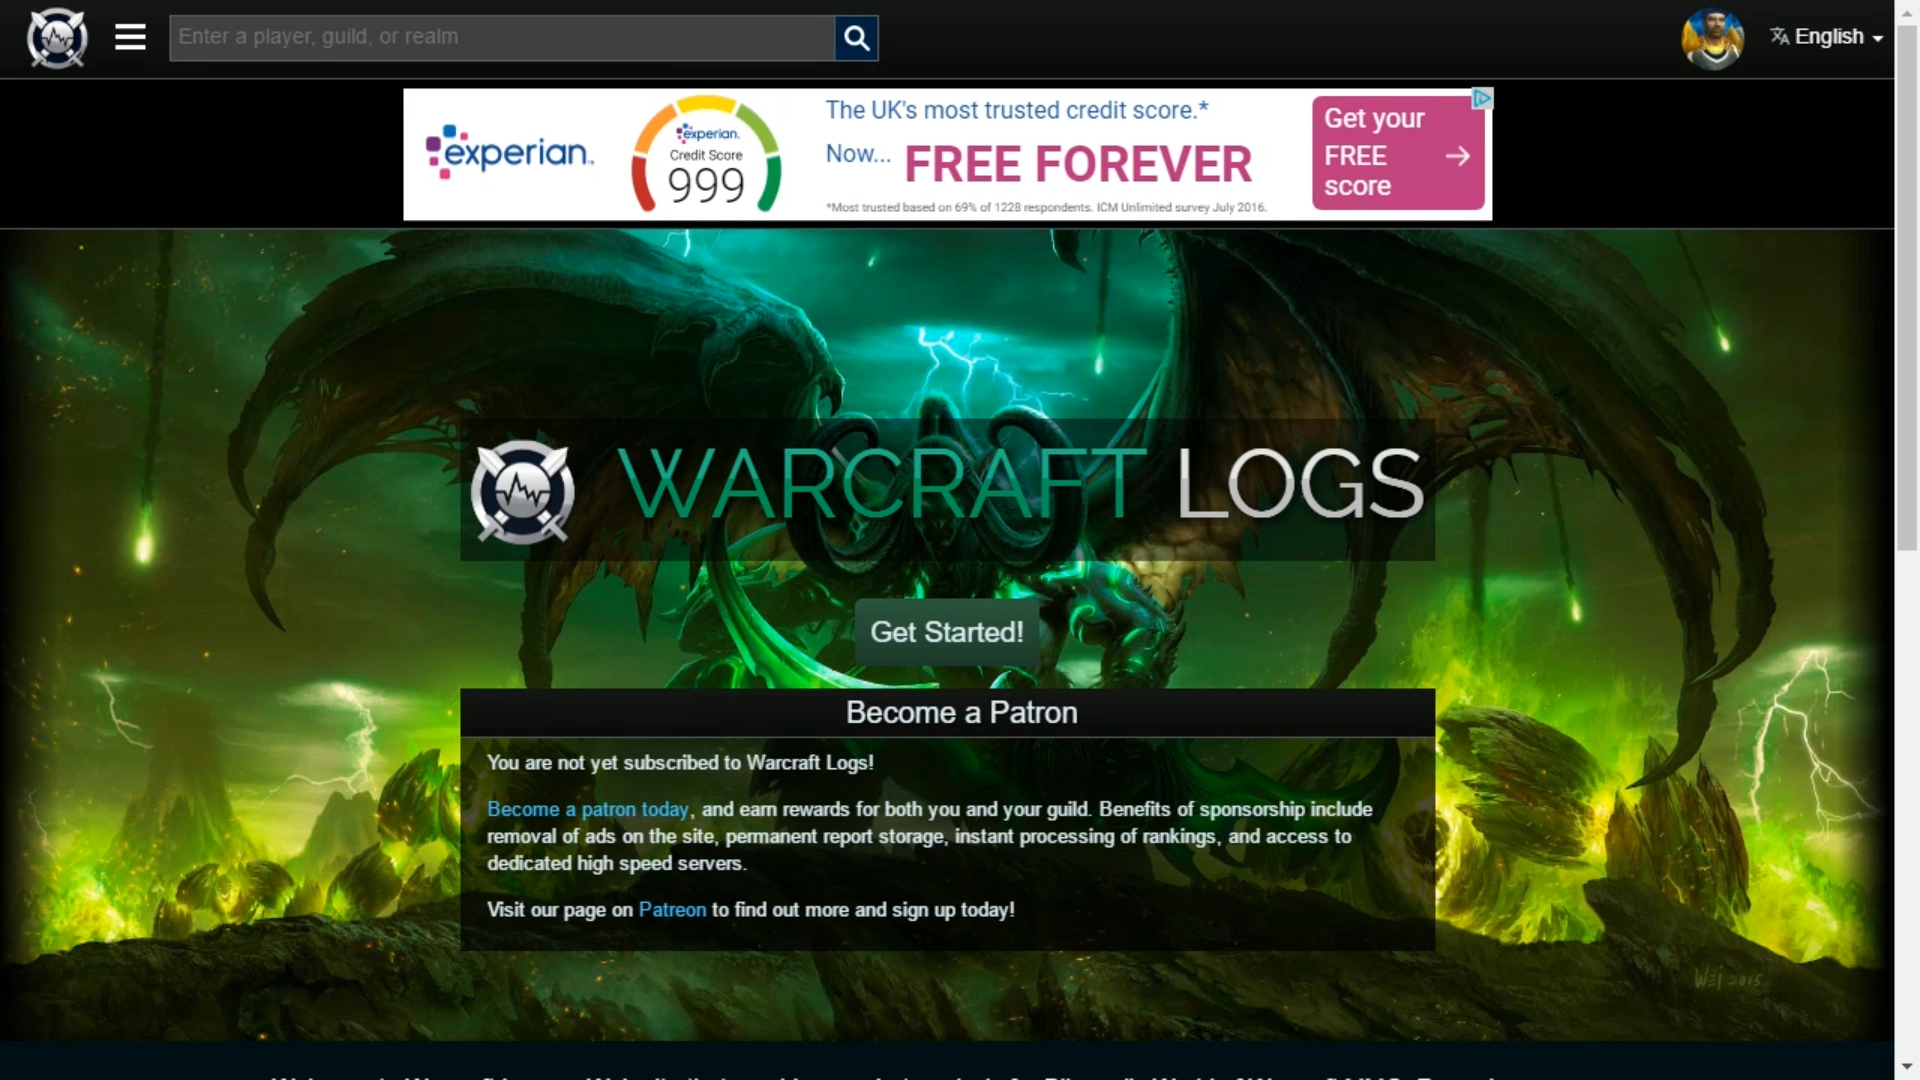 Enter a player, guild, or realm
English
experian.
experian.
Credit Score
999
The UK's most trusted credit score.*
Now... FREE FOREVER
*Most trusted based on 69% of 1228 respondents. ICM Unlimited survey July 2016.
Get your
FREE
score
WARCRAFT LOGS
Get Started!
Become a Patron
You are not yet subscribed to Warcraft Logs!
Become a patron today, and earn rewards for both you and your guild. Benefits of sponsorship include
removal of ads on the site, permanent report storage, instant processing of rankings, and access to
dedicated high speed servers.
Visit our page on Patreon to find out more and sign up today!